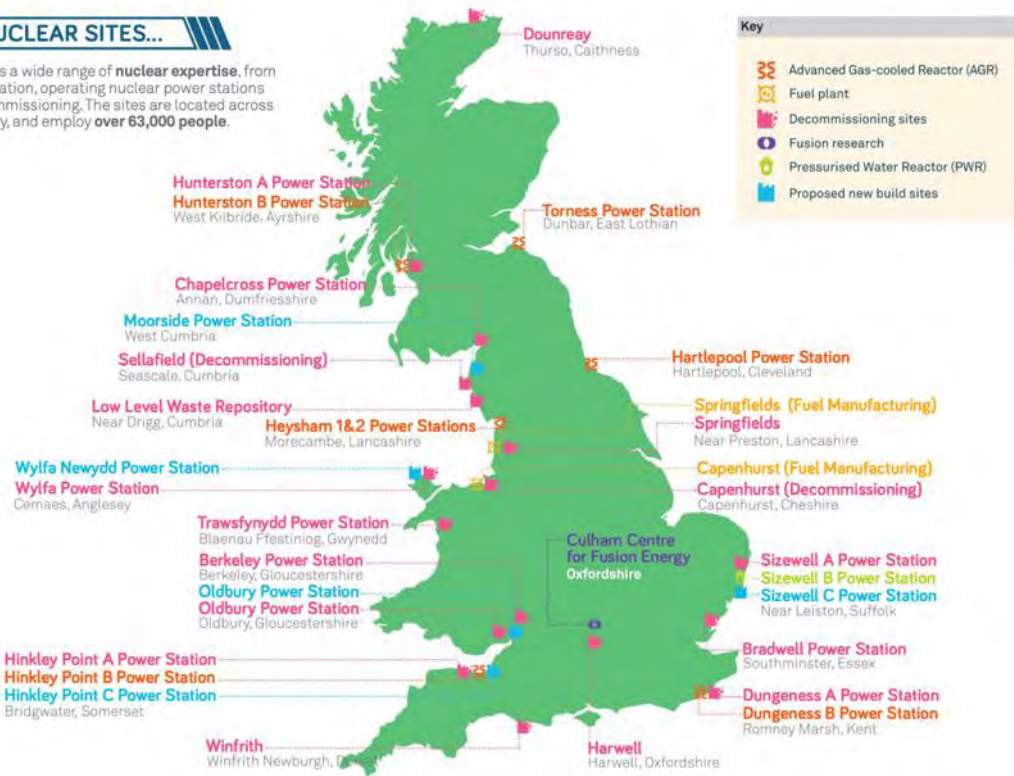 UCLEAR SITES...
s a wide range of nuclear expertise, from
ation, operating nuclear power stations
mmissioning. The sites are located across
y, and employ over 63,000 people.
Key
Advanced Gas-cooled Reactor (AGR)
Fuel plant
Decommissioning sites
Fusion research
Pressurised Water Reactor (PWR)
Proposed new build sites
Dounreay
Thurso, Caithness
Hunterston A Power Station
Hunterston B Power Station
West Kilbride, Ayrshire
Torness Power Station
Dunbar, East Lothian
Chapelcross Power Station
Annan, Dumfriesshire
Moorside Power Station
West Cumbria
Sellafield (Decommissioning)
Seascale, Cumbria
Hartlepool Power Station
Hartlepool, Cleveland
Low Level Waste Repository
Near Drigg, Cumbria
Heysham 1&2 Power Stations
Morecambe, Lancashire
Springfields (Fuel Manufacturing)
Springfields
Near Preston, Lancashire
Wylfa Newydd Power Station
Wylfa Power Station
Cemaes, Anglesey
Capenhurst (Fuel Manufacturing)
Capenhurst (Decommissioning)
Capenhurst, Cheshire
Trawsfynydd Power Station
Blaenau Ffestiniog, Gwynedd
Culham Centre
for Fusion Energy
Oxfordshire
Berkeley Power Station
Berkeley, Gloucestershire
Oldbury Power Station
Oldbury Power Station
Oldbury, Gloucestershire
Sizewell A Power Station
Sizewell B Power Station
Sizewell C Power Station
Near Leiston, Suffolk
Bradwell Power Station
Southminster, Essex
Hinkley Point A Power Station
Hinkley Point B Power Station
Hinkley Point C Power Station
Bridgwater, Somerset
Dungeness A Power Station
Dungeness B Power Station
Romney Marsh, Kent
Winfrith
Winfrith Newburgh,
Harwell
Harwell, Oxfordshire